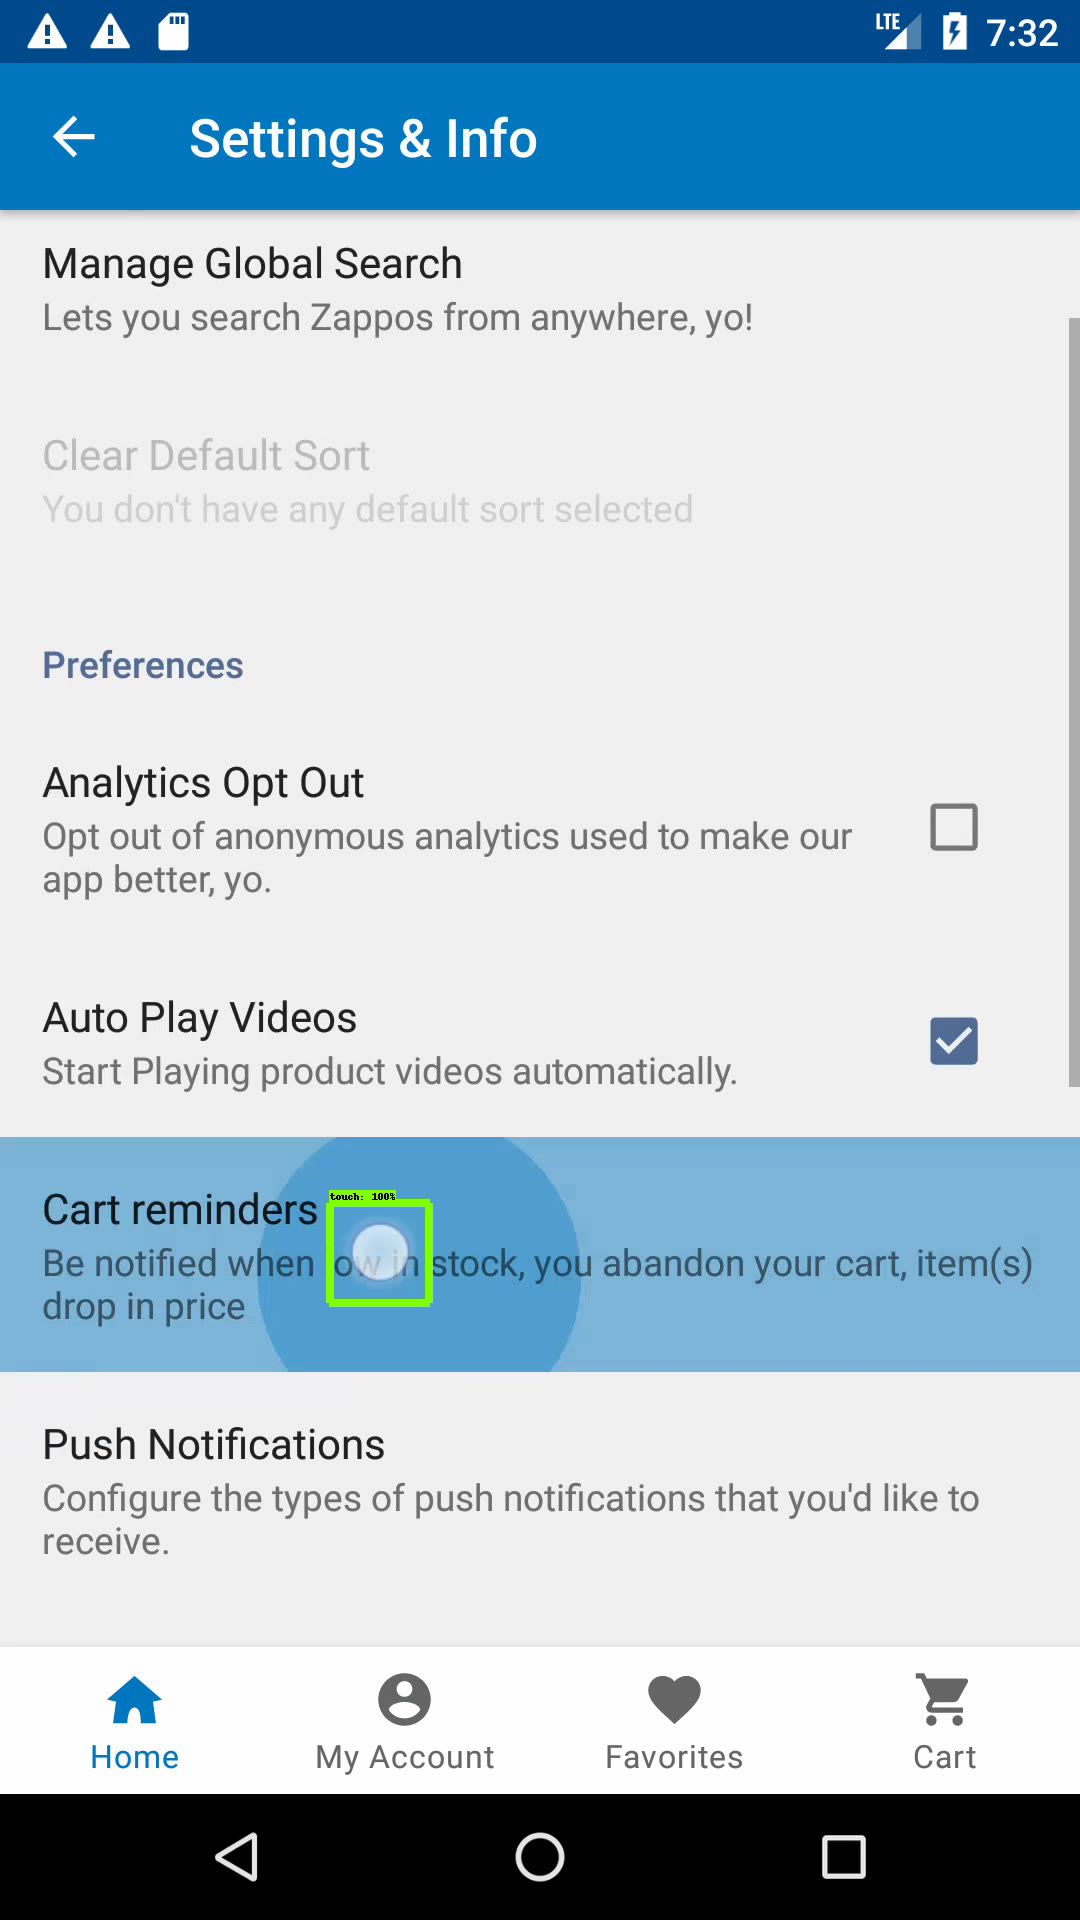 LTE 7:32
Settings & Info
Manage Global Search
Lets you search Zappos from anywhere, yo!
Clear Default Sort
You don't have any default sort selected
Preferences
Analytics Opt Out
Opt out of anonymous analytics used to make our
app better, yo.
Auto Play Videos
Start Playing product videos automatically.
touch: 100%
Cart reminders
Be notified when low in stock, you abandon your cart, item(s)
drop in price
Push Notifications
Configure the types of push notifications that you'd like to
receive.
Home My Account Favorites Cart